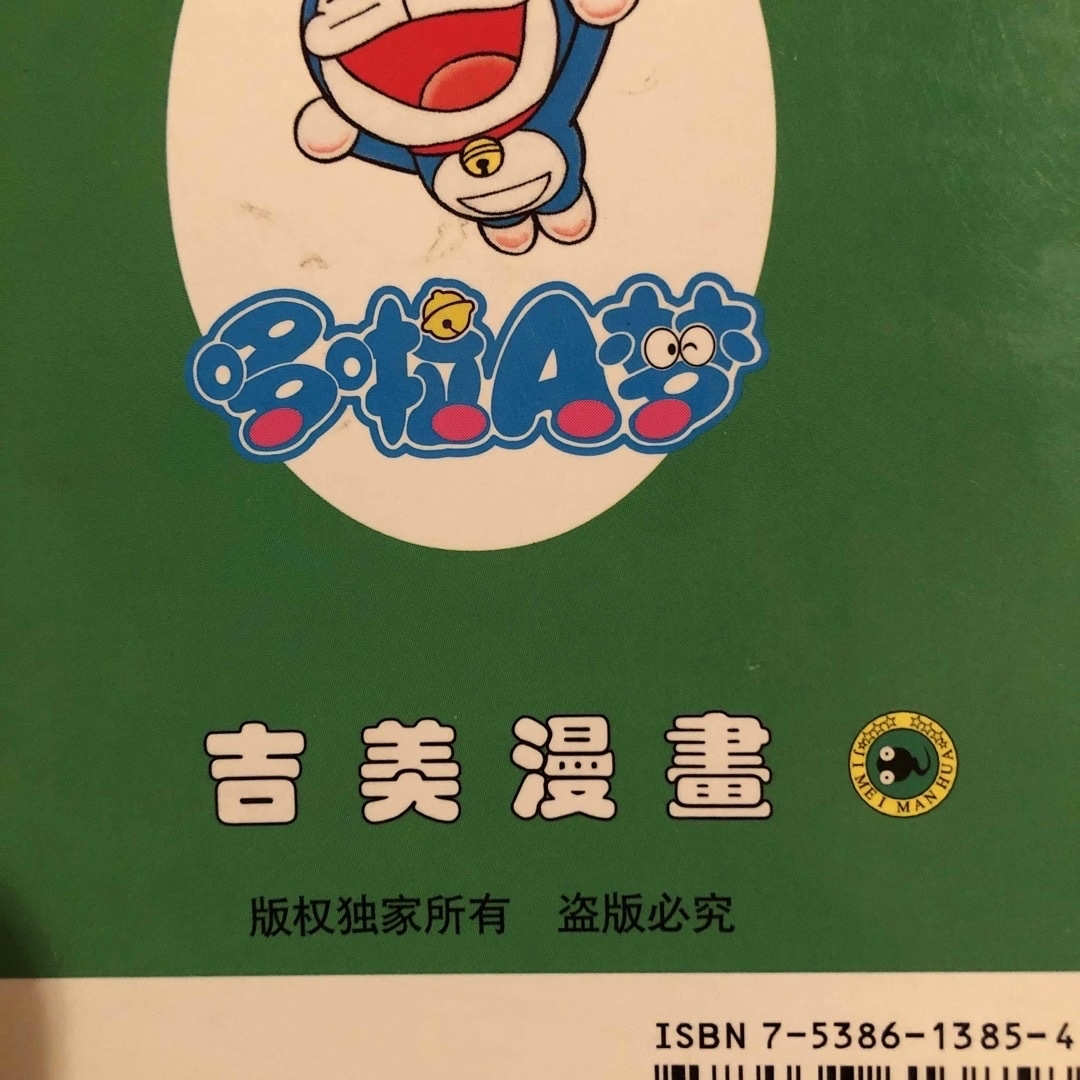 哆啦A梦
吉美漫畫
JI MEI MAN HUA
版权独家所有 盗版必究
ISBN 7-5386-1385-4